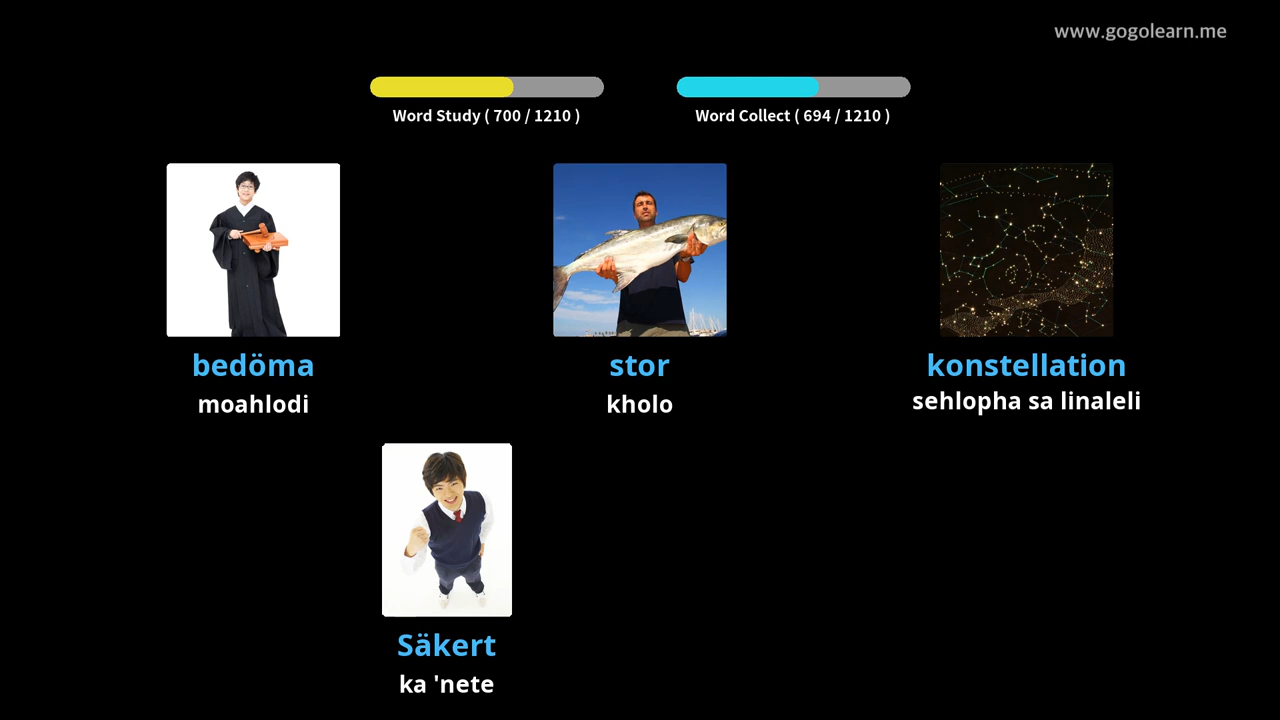 www.gogolearn.me
Word Study ( 700 / 1210 )
Word Collect ( 694 / 1210 )
bedöma
moahlodi
stor
kholo
konstellation
sehlopha sa linaleli
Säkert
ka 'nete